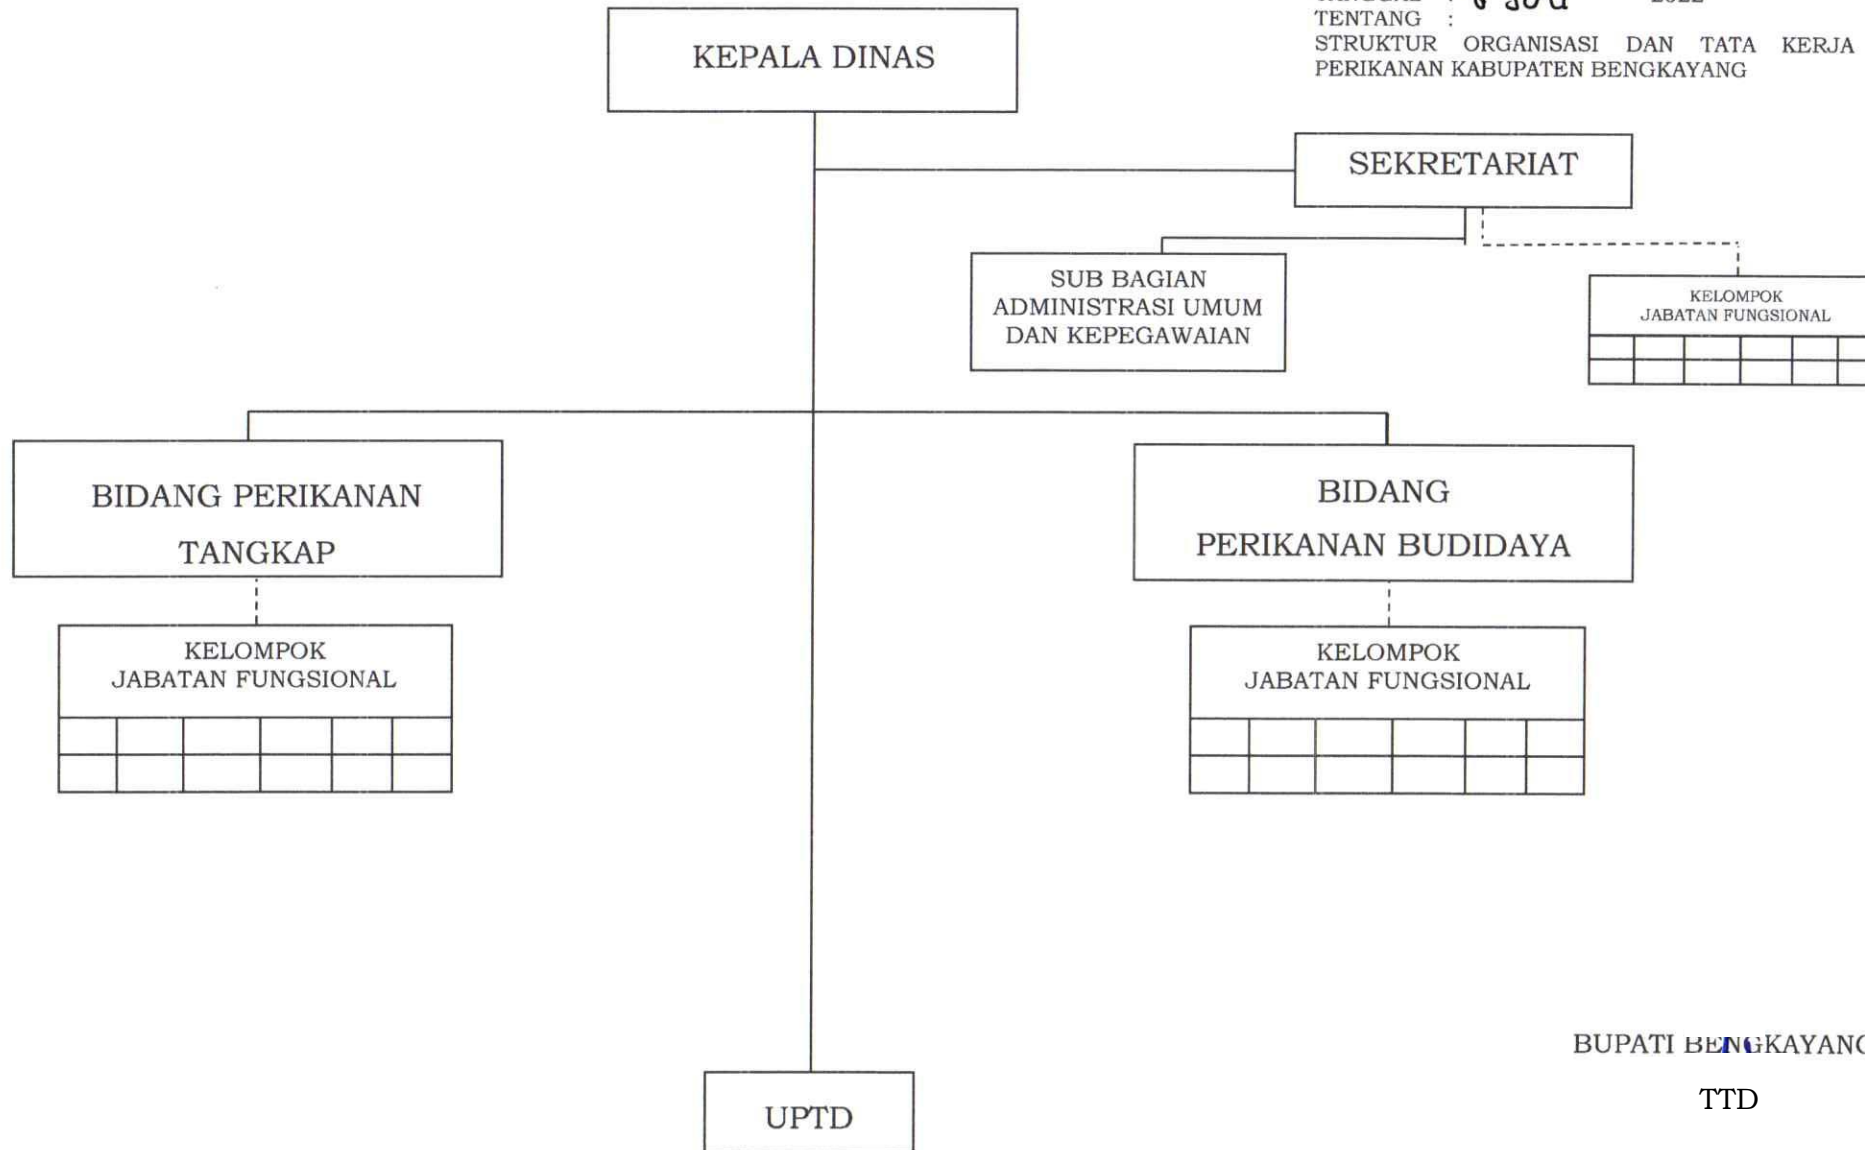 TENTANG :
STRUKTUR ORGANISASI DAN TATA KERJA
PERIKANAN KABUPATEN BENGKAYANG
KEPALA DINAS
SEKRETARIAT
SUB BAGIAN
ADMINISTRASI UMUM
DAN KEPEGAWAIAN
KELOMPOK
JABATAN FUNGSIONAL
BIDANG PERIKANAN
TANGKAP
KELOMPOK
JABATAN FUNGSIONAL
BIDANG
PERIKANAN BUDIDAYA
KELOMPOK
JABATAN FUNGSIONAL
UPTD
BUPATI BENGKAYANG
TTD